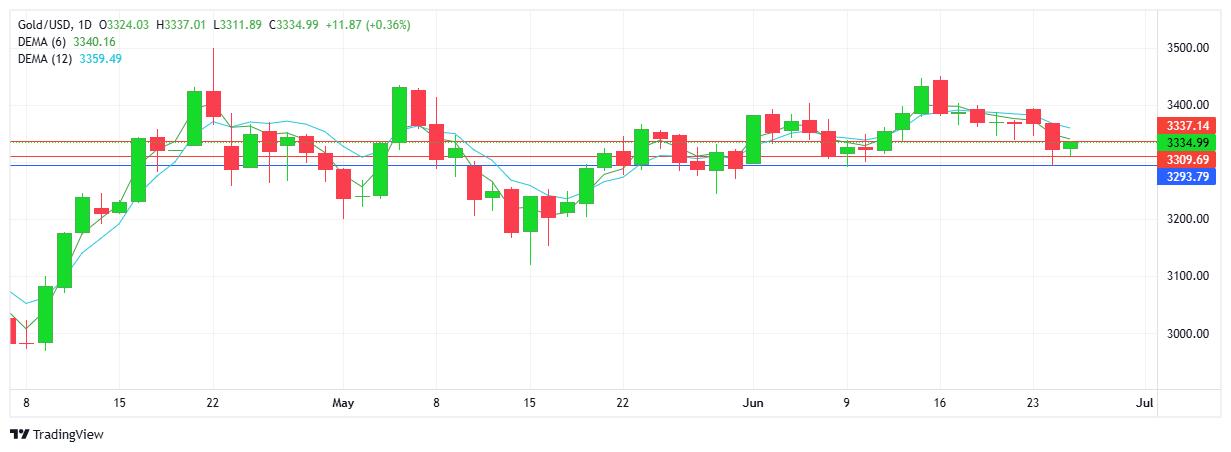 Gold/USD, 1D O3324.03 H3337.01 L3311.89 C3334.99 +11.87 (+0.36%)
DEMA (6) 3340.16
DEMA (12) 3359.49
3500.00
3400.00
3337.14
3334.99
3309.69
3293.79
3200.00
3100.00
3000.00
8 15 22 May 8 15 22 Jun 9 16 23 Jul
TradingView